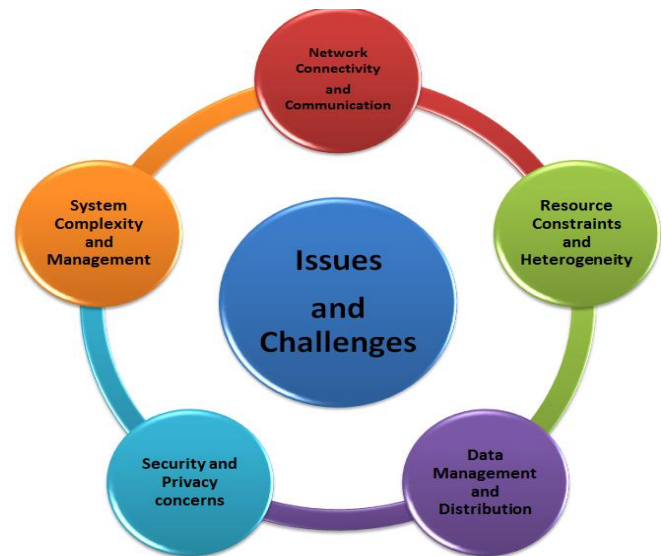 Network
Connectivity
and
Communication
System
Complexity
and
Management
Resource
Constraints
and
Heterogeneity
Issues
and
Challenges
Security and
Privacy
concerns
Data
Management
and
Distribution